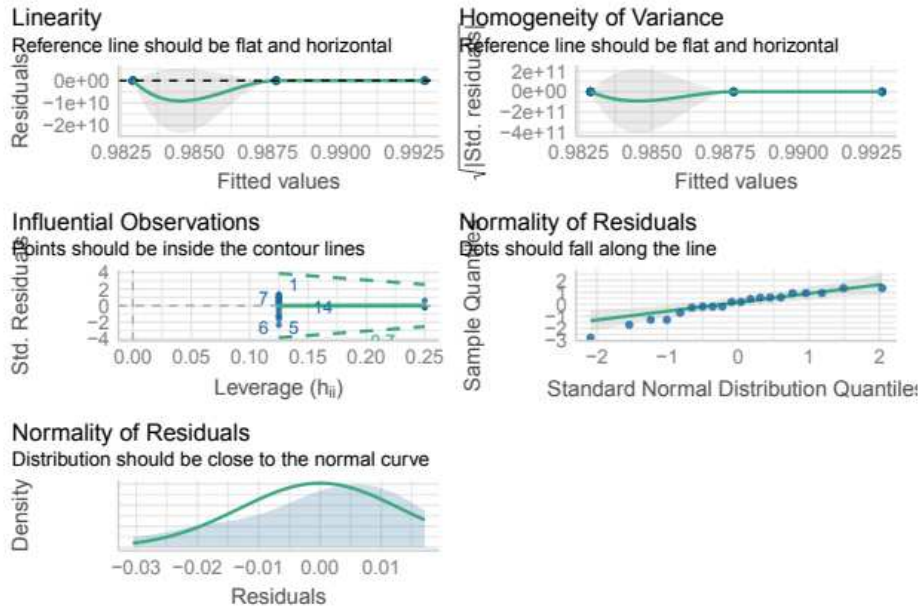 Linearity
Reference line should be flat and horizontal
Residuals
0e+00
−1e+10
−2e+10
0.9825 0.9850 0.9875 0.9900 0.9925
Fitted values
Homogeneity of Variance
Reference line should be flat and horizontal
√|Std. residuals|
2e+11
0e+00
−2e+11
−4e+11
0.9825 0.9850 0.9875 0.9900 0.9925
Fitted values
Influential Observations
Points should be inside the contour lines
Std. Residuals
4
2
0
−2
−4
1
7
14
6 5
0.7
0.00 0.05 0.10 0.15 0.20 0.25
Leverage (hii)
Normality of Residuals
Dots should fall along the line
Sample Quantiles
2
1
0
−1
−2
−3
−2 −1 0 1 2
Standard Normal Distribution Quantiles
Normality of Residuals
Distribution should be close to the normal curve
Density
−0.03 −0.02 −0.01 0.00 0.01
Residuals